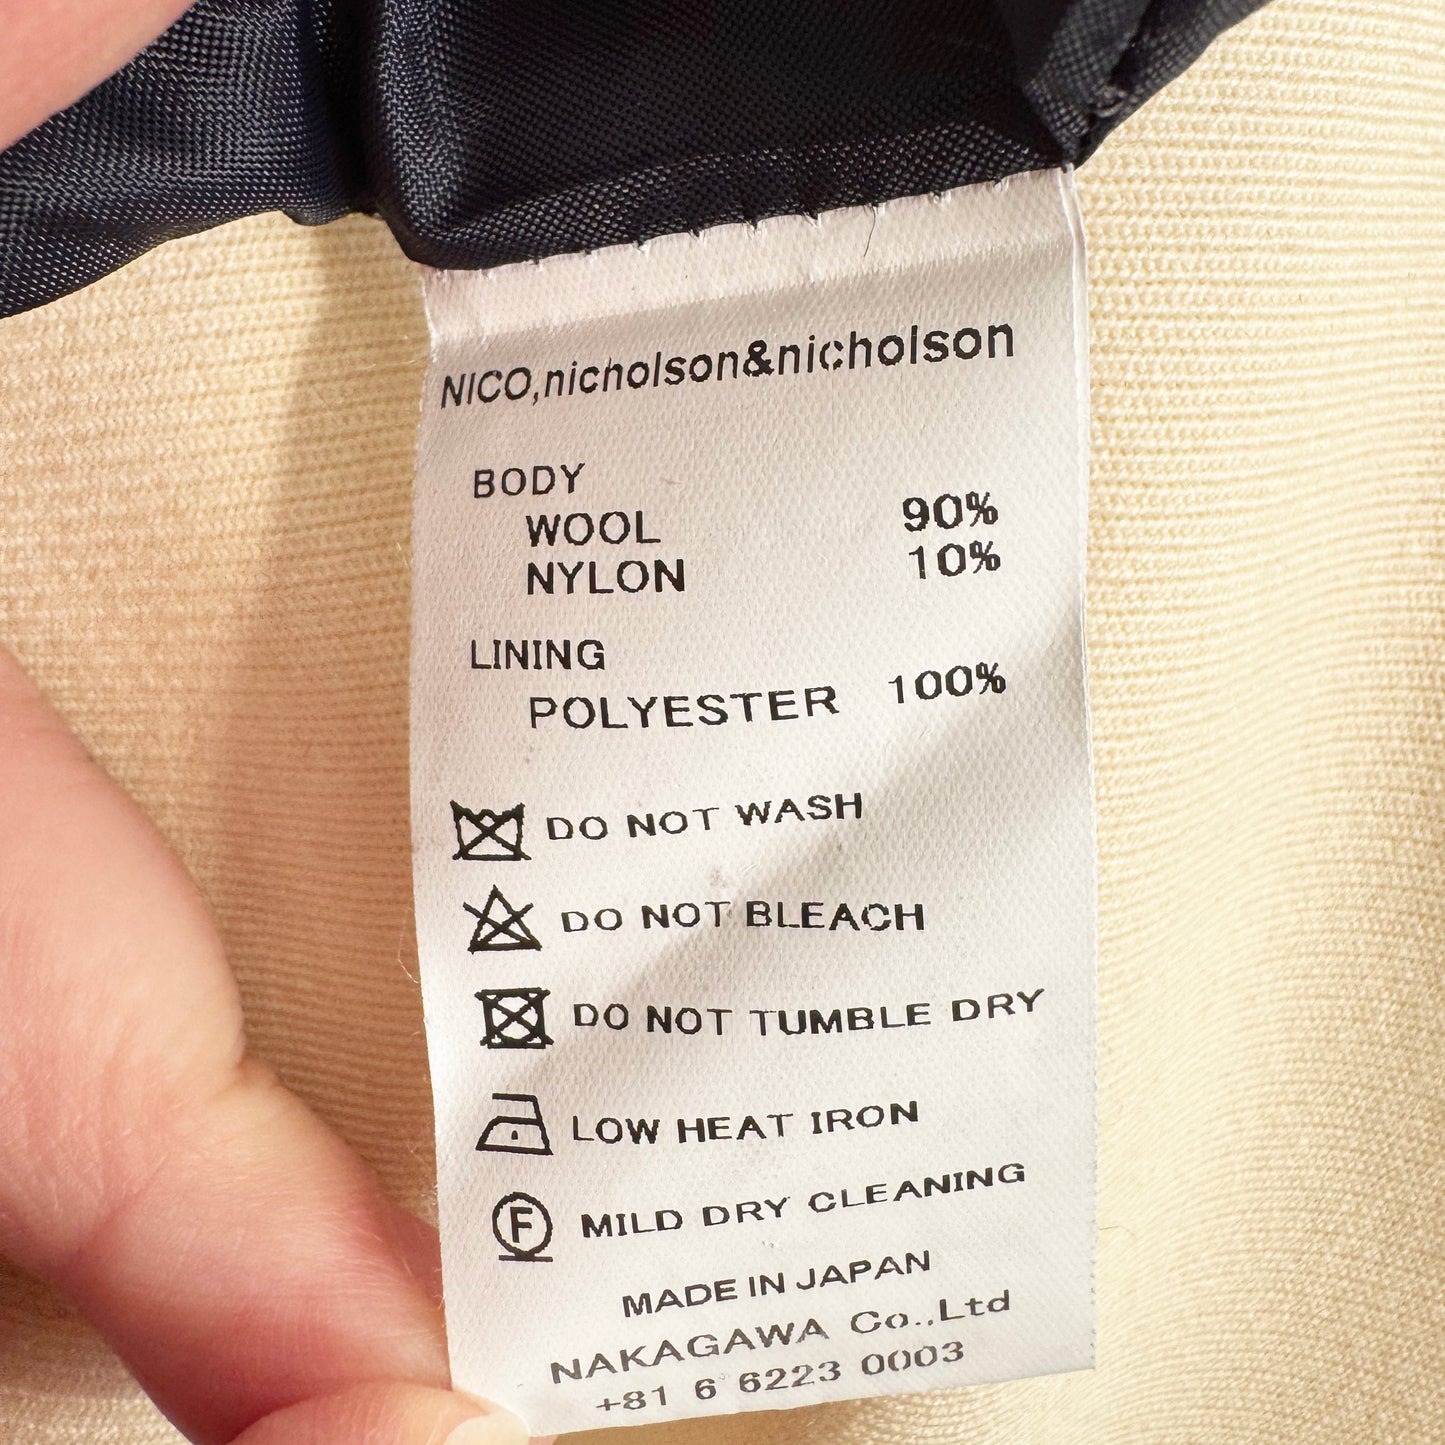 NICO,nicholson&nicholson
BODY
WOOL 90%
NYLON 10%
LINING
POLYESTER 100%
DO NOT WASH
DO NOT BLEACH
DO NOT TUMBLE DRY
LOW HEAT IRON
F MILD DRY CLEANING
MADE IN JAPAN
NAKAGAWA Co.,Ltd
+81 6 6223 0003